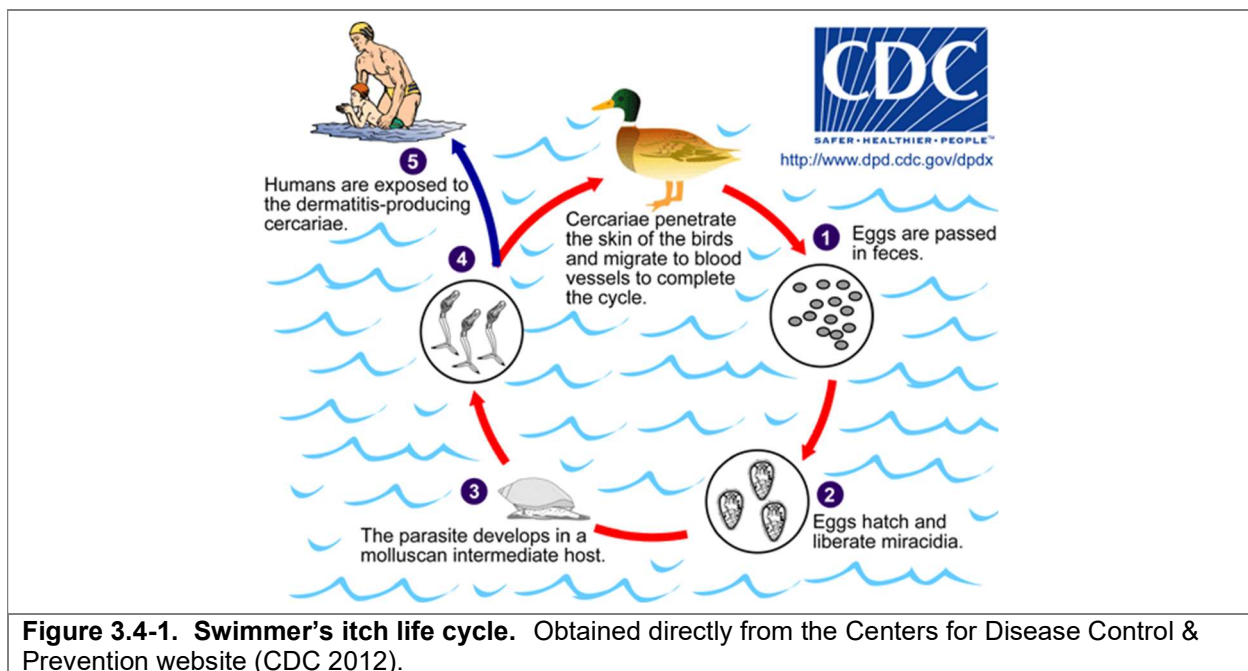 CDC
SAFER • HEALTHIER • PEOPLE™
http://www.dpd.cdc.gov/dpdx
5
Humans are exposed to
the dermatitis-producing
cercariae.
4
Cercariae penetrate
the skin of the birds
and migrate to blood
vessels to complete
the cycle.
1
Eggs are passed
in feces.
3
The parasite develops in a
molluscan intermediate host.
2
Eggs hatch and
liberate miracidia.
Figure 3.4-1. Swimmer's itch life cycle. Obtained directly from the Centers for Disease Control &
Prevention website (CDC 2012).